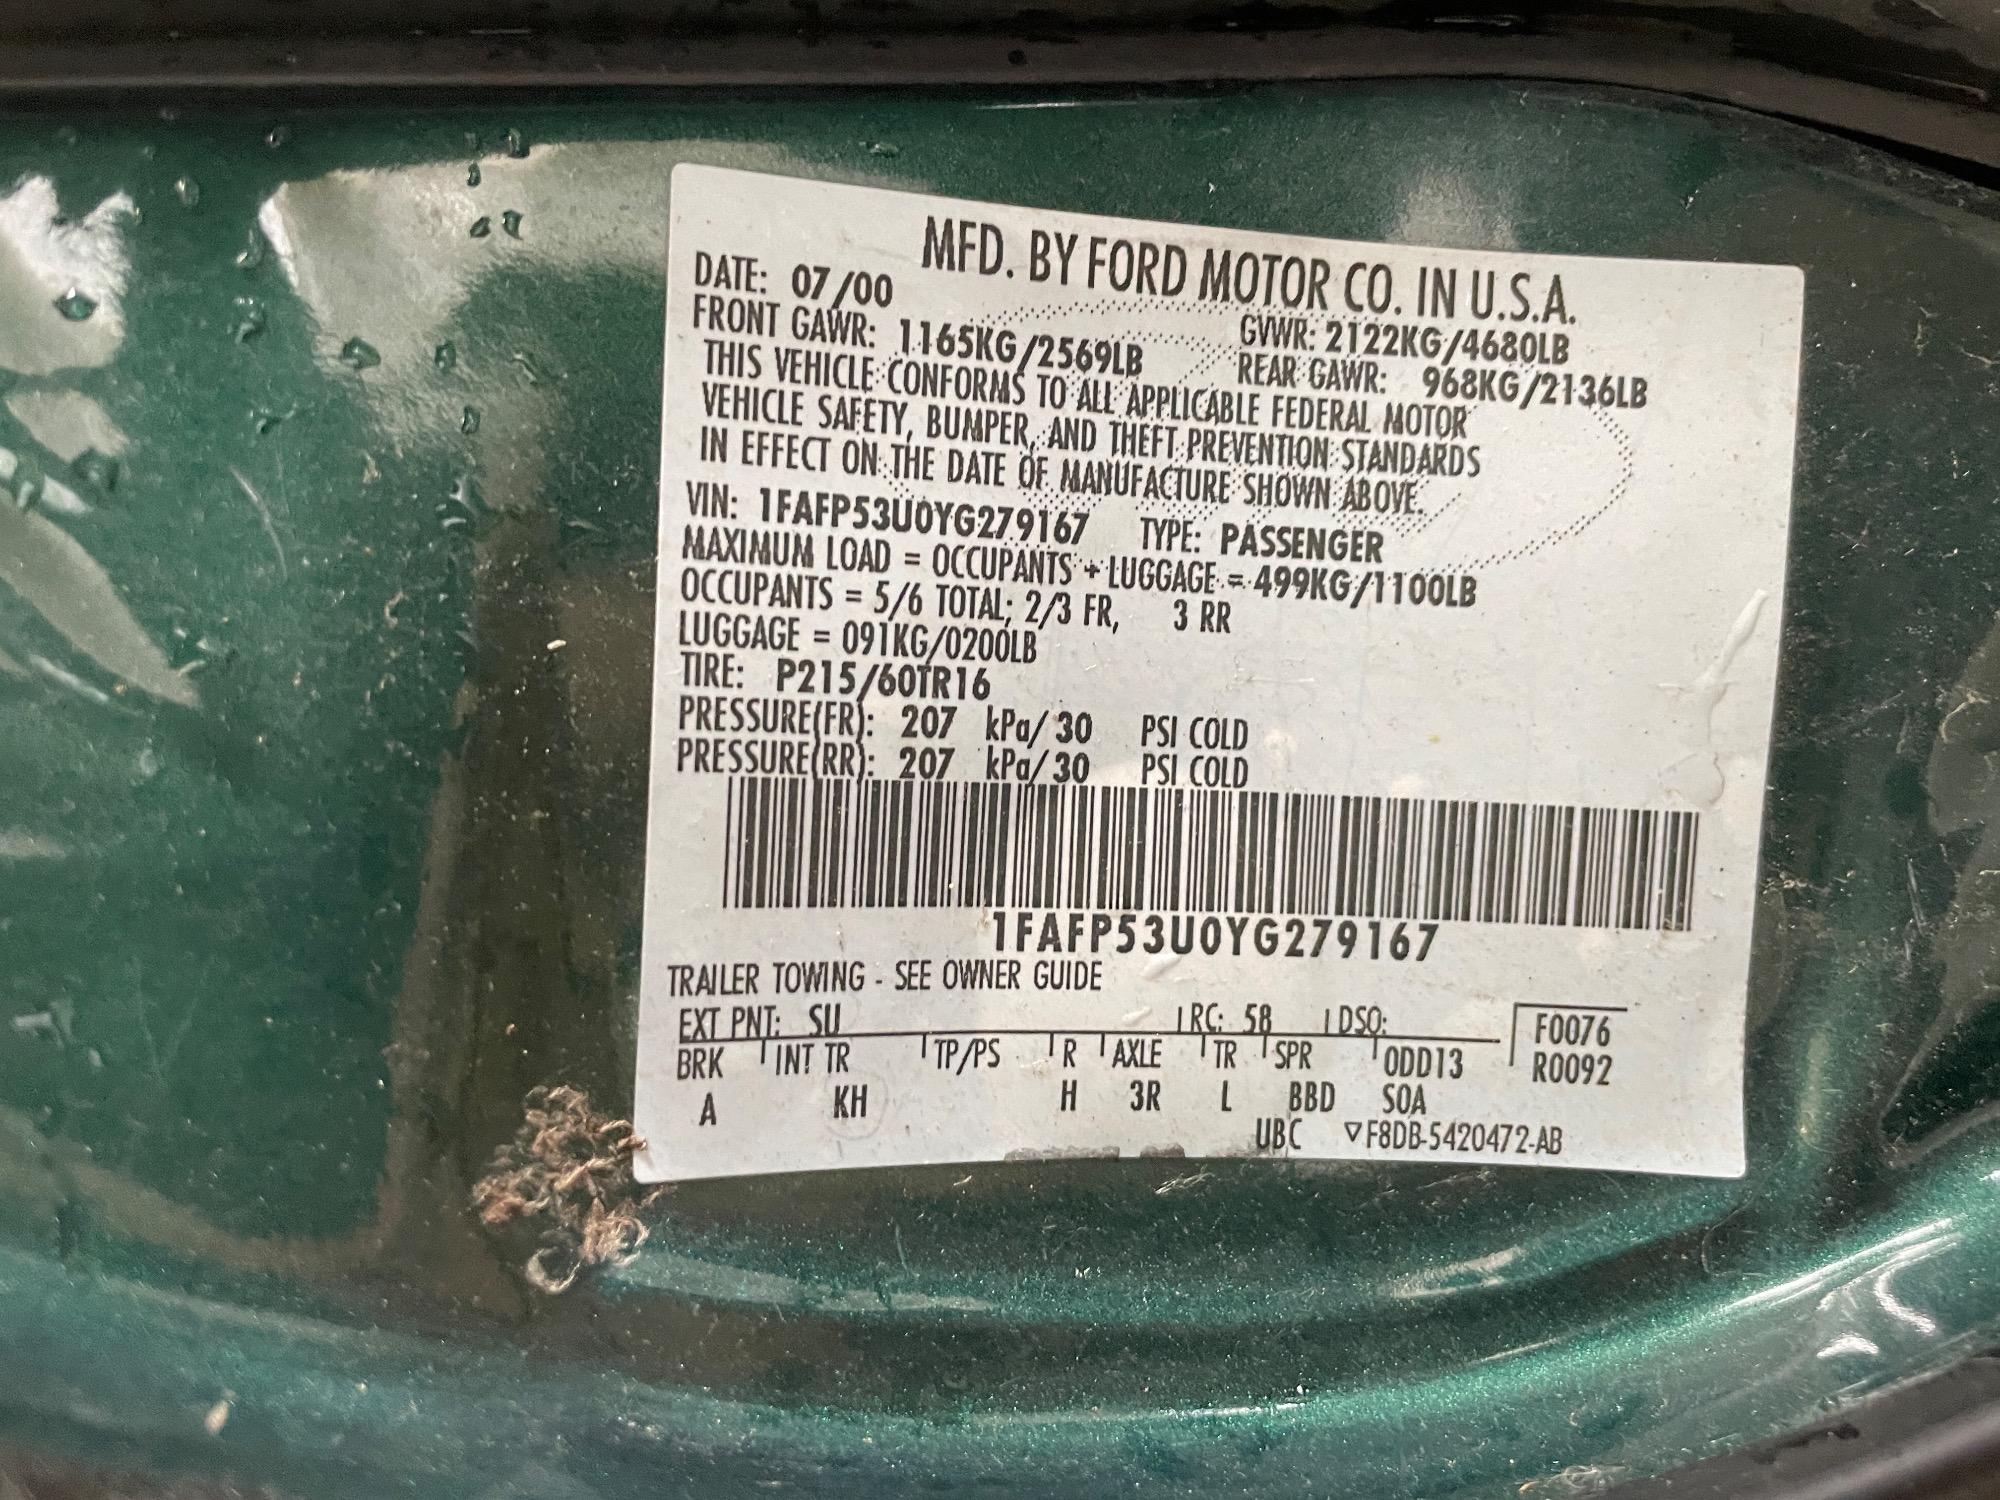 MFD. BY FORD MOTOR CO. IN U.S.A.
DATE: 07/00 GVWR: 2122KG/4680LB
FRONT GAWR: 1165KG/2569LB REAR GAWR: 968KG/2136LB
THIS VEHICLE CONFORMS TO ALL APPLICABLE FEDERAL MOTOR
VEHICLE SAFETY, BUMPER, AND THEFT PREVENTION STANDARDS
IN EFFECT ON THE DATE OF MANUFACTURE SHOWN ABOVE.
VIN: 1FAFP53U0YG279167 TYPE: PASSENGER
MAXIMUM LOAD = OCCUPANTS + LUGGAGE = 499KG/1100LB
OCCUPANTS = 5/6 TOTAL; 2/3 FR, 3 RR
LUGGAGE = 091KG/0200LB
TIRE: P215/60TR16
PRESSURE(FR): 207 kPa/ 30 PSI COLD
PRESSURE(RR): 207 kPa/ 30 PSI COLD
1FAFP53U0YG279167
TRAILER TOWING - SEE OWNER GUIDE
EXT PNT: SU RC: 58 DSO: F0076
BRK INT TR TP/PS R AXLE TR SPR ODD13 R0092
A KH H 3R L BBD SOA
UBC ▽F8DB-5420472-AB